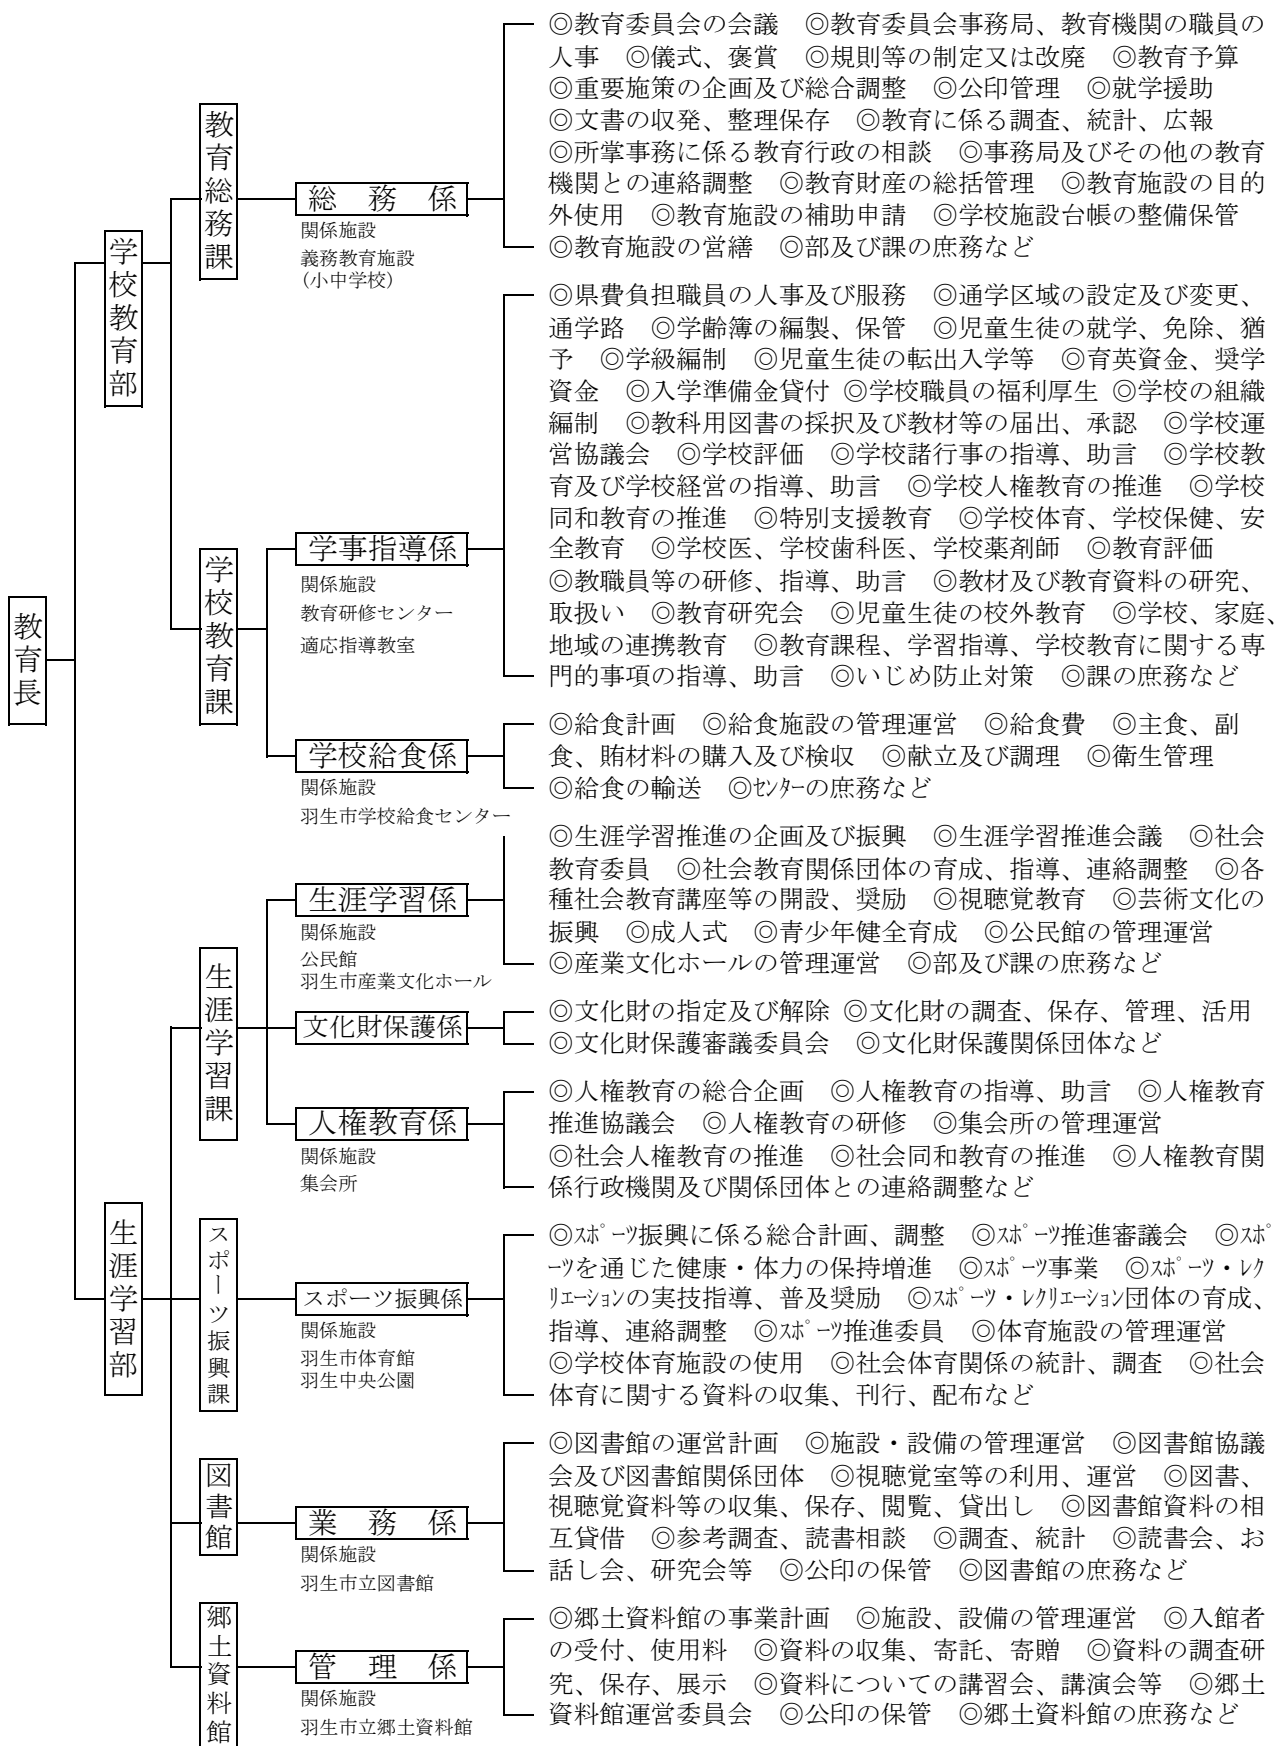 教育長
学校教育部
教育総務課
総　務　係
関係施設
義務教育施設
(小中学校)
◎教育委員会の会議　◎教育委員会事務局、教育機関の職員の
人事　◎儀式、褒賞　◎規則等の制定又は改廃　◎教育予算
◎重要施策の企画及び総合調整　◎公印管理　◎就学援助
◎文書の収発、整理保存　◎教育に係る調査、統計、広報
◎所掌事務に係る教育行政の相談　◎事務局及びその他の教育
機関との連絡調整　◎教育財産の総括管理　◎教育施設の目的
外使用　◎教育施設の補助申請　◎学校施設台帳の整備保管
◎教育施設の営繕　◎部及び課の庶務など
学校教育課
学事指導係
関係施設
教育研修センター
適応指導教室
◎県費負担職員の人事及び服務　◎通学区域の設定及び変更、
通学路　◎学齢簿の編製、保管　◎児童生徒の就学、免除、猶
予　◎学級編制　◎児童生徒の転出入学等　◎育英資金、奨学
資金　◎入学準備金貸付 ◎学校職員の福利厚生 ◎学校の組織
編制　◎教科用図書の採択及び教材等の届出、承認　◎学校運
営協議会　◎学校評価　◎学校諸行事の指導、助言　◎学校教
育及び学校経営の指導、助言　◎学校人権教育の推進　◎学校
同和教育の推進　◎特別支援教育　◎学校体育、学校保健、安
全教育　◎学校医、学校歯科医、学校薬剤師　◎教育評価
◎教職員等の研修、指導、助言　◎教材及び教育資料の研究、
取扱い　◎教育研究会　◎児童生徒の校外教育　◎学校、家庭、
地域の連携教育　◎教育課程、学習指導、学校教育に関する専
門的事項の指導、助言　◎いじめ防止対策　◎課の庶務など
学校給食係
関係施設
羽生市学校給食センター
◎給食計画　◎給食施設の管理運営　◎給食費　◎主食、副
食、賄材料の購入及び検収　◎献立及び調理　◎衛生管理
◎給食の輸送　◎ｾﾝﾀｰの庶務など
生涯学習部
生涯学習課
生涯学習係
関係施設
公民館
羽生市産業文化ホール
◎生涯学習推進の企画及び振興　◎生涯学習推進会議　◎社会
教育委員　◎社会教育関係団体の育成、指導、連絡調整　◎各
種社会教育講座等の開設、奨励　◎視聴覚教育　◎芸術文化の
振興　◎成人式　◎青少年健全育成　◎公民館の管理運営
◎産業文化ホールの管理運営　◎部及び課の庶務など
文化財保護係
◎文化財の指定及び解除 ◎文化財の調査、保存、管理、活用
◎文化財保護審議委員会　◎文化財保護関係団体など
人権教育係
関係施設
集会所
◎人権教育の総合企画　◎人権教育の指導、助言　◎人権教育
推進協議会　◎人権教育の研修　◎集会所の管理運営
◎社会人権教育の推進　◎社会同和教育の推進　◎人権教育関
係行政機関及び関係団体との連絡調整など
スポーツ振興課
スポーツ振興係
関係施設
羽生市体育館
羽生中央公園
◎ｽﾎﾟｰﾂ振興に係る総合計画、調整　◎ｽﾎﾟｰﾂ推進審議会　◎ｽﾎﾟ
ｰﾂを通じた健康・体力の保持増進　◎ｽﾎﾟｰﾂ事業　◎ｽﾎﾟｰﾂ・ﾚｸ
ﾘｴｰｼｮﾝの実技指導、普及奨励　◎ｽﾎﾟｰﾂ・ﾚｸﾘｴｰｼｮﾝ団体の育成、
指導、連絡調整　◎ｽﾎﾟｰﾂ推進委員　◎体育施設の管理運営
◎学校体育施設の使用　◎社会体育関係の統計、調査　◎社会
体育に関する資料の収集、刊行、配布など
図書館
業　務　係
関係施設
羽生市立図書館
◎図書館の運営計画　◎施設・設備の管理運営　◎図書館協議
会及び図書館関係団体　◎視聴覚室等の利用、運営　◎図書、
視聴覚資料等の収集、保存、閲覧、貸出し　◎図書館資料の相
互貸借　◎参考調査、読書相談　◎調査、統計　◎読書会、お
話し会、研究会等　◎公印の保管　◎図書館の庶務など
郷土資料館
管　理　係
関係施設
羽生市立郷土資料館
◎郷土資料館の事業計画　◎施設、設備の管理運営　◎入館者
の受付、使用料　◎資料の収集、寄託、寄贈　◎資料の調査研
究、保存、展示　◎資料についての講習会、講演会等　◎郷土
資料館運営委員会　◎公印の保管　◎郷土資料館の庶務など